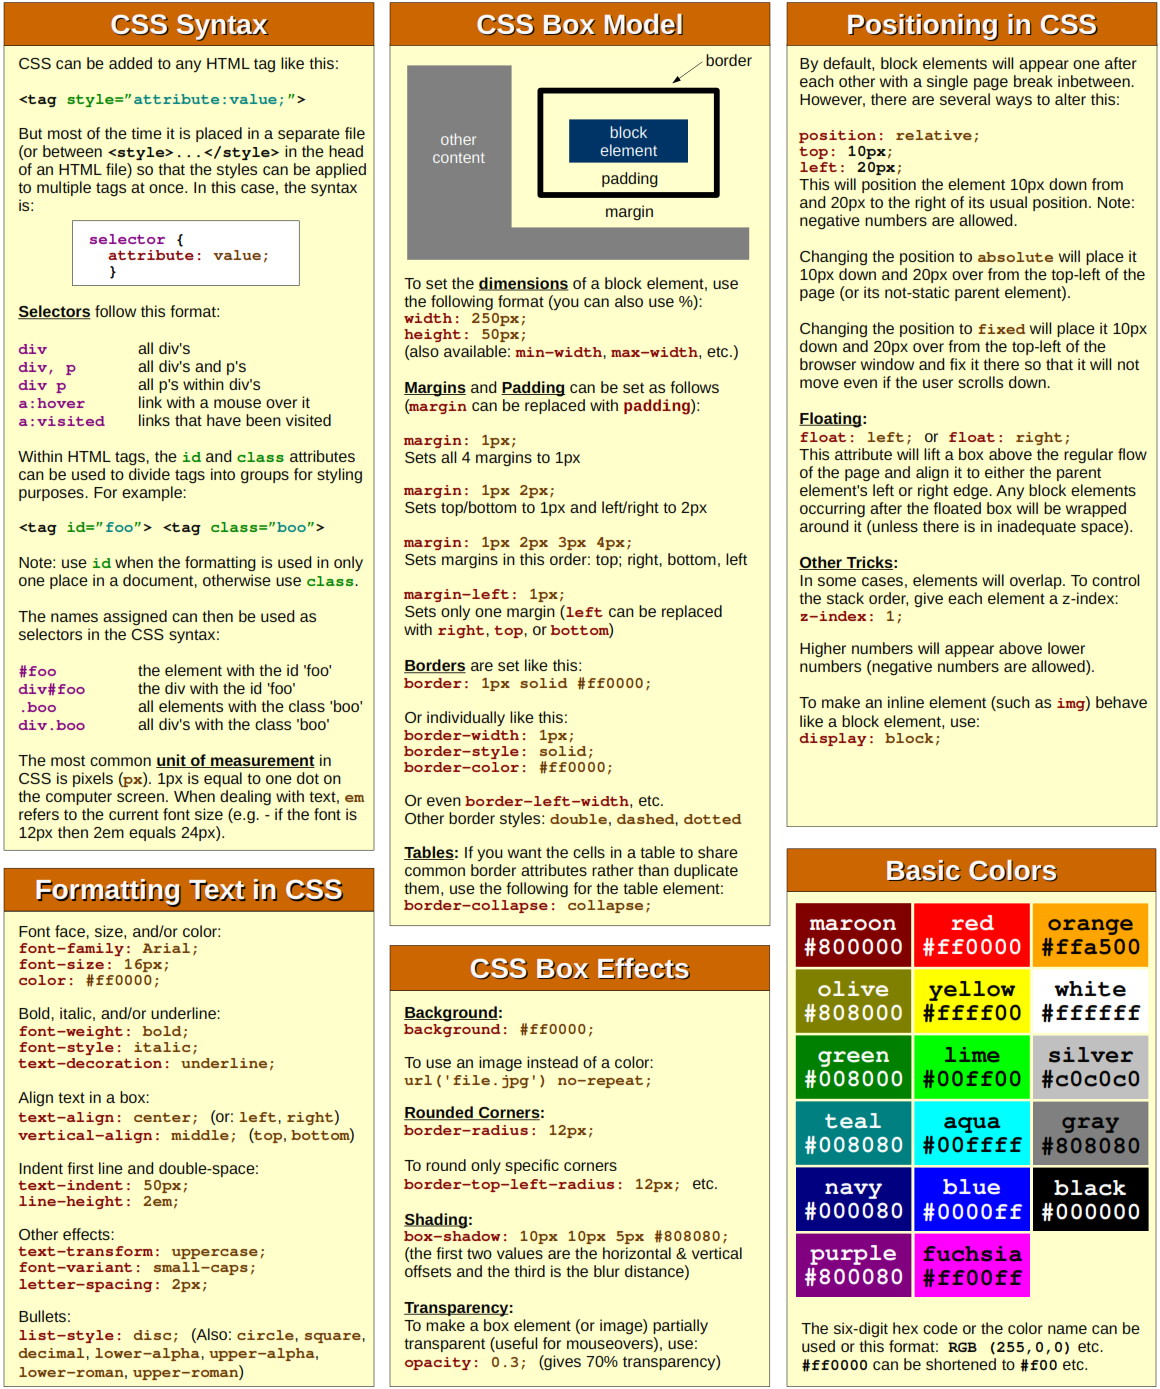 CSS Syntax
CSS can be added to any HTML tag like this:
<tag style="attribute:value;">
But most of the time it is placed in a separate file
(or between <style>...</style> in the head
of an HTML file) so that the styles can be applied
to multiple tags at once. In this case, the syntax
is:
selector {
attribute: value;
}
Selectors follow this format:
div all div's
div, p all div's and p's
div p all p's within div's
a:hover link with a mouse over it
a:visited links that have been visited
Within HTML tags, the id and class attributes
can be used to divide tags into groups for styling
purposes. For example:
<tag id="foo"> <tag class="boo">
Note: use id when the formatting is used in only
one place in a document, otherwise use class.
The names assigned can then be used as
selectors in the CSS syntax:
#foo the element with the id 'foo'
div#foo the div with the id 'foo'
.boo all elements with the class 'boo'
div.boo all div's with the class 'boo'
The most common unit of measurement in
CSS is pixels (px). 1px is equal to one dot on
the computer screen. When dealing with text, em
refers to the current font size (e.g. - if the font is
12px then 2em equals 24px).
Formatting Text in CSS
Font face, size, and/or color:
font-family: Arial;
font-size: 16px;
color: #ff0000;
Bold, italic, and/or underline:
font-weight: bold;
font-style: italic;
text-decoration: underline;
Align text in a box:
text-align: center; (or: left, right)
vertical-align: middle; (top, bottom)
Indent first line and double-space:
text-indent: 50px;
line-height: 2em;
Other effects:
text-transform: uppercase;
font-variant: small-caps;
letter-spacing: 2px;
Bullets:
list-style: disc; (Also: circle, square,
decimal, lower-alpha, upper-alpha,
lower-roman, upper-roman)
CSS Box Model
border
other
content
block
element
padding
margin
To set the dimensions of a block element, use
the following format (you can also use %):
width: 250px;
height: 50px;
(also available: min-width, max-width, etc.)
Margins and Padding can be set as follows
(margin can be replaced with padding):
margin: 1px;
Sets all 4 margins to 1px
margin: 1px 2px;
Sets top/bottom to 1px and left/right to 2px
margin: 1px 2px 3px 4px;
Sets margins in this order: top; right, bottom, left
margin-left: 1px;
Sets only one margin (left can be replaced
with right, top, or bottom)
Borders are set like this:
border: 1px solid #ff0000;
Or individually like this:
border-width: 1px;
border-style: solid;
border-color: #ff0000;
Or even border-left-width, etc.
Other border styles: double, dashed, dotted
Tables: If you want the cells in a table to share
common border attributes rather than duplicate
them, use the following for the table element:
border-collapse: collapse;
CSS Box Effects
Background:
background: #ff0000;
To use an image instead of a color:
url('file.jpg') no-repeat;
Rounded Corners:
border-radius: 12px;
To round only specific corners
border-top-left-radius: 12px; etc.
Shading:
box-shadow: 10px 10px 5px #808080;
(the first two values are the horizontal & vertical
offsets and the third is the blur distance)
Transparency:
To make a box element (or image) partially
transparent (useful for mouseovers), use:
opacity: 0.3; (gives 70% transparency)
Positioning in CSS
By default, block elements will appear one after
each other with a single page break inbetween.
However, there are several ways to alter this:
position: relative;
top: 10px;
left: 20px;
This will position the element 10px down from
and 20px to the right of its usual position. Note:
negative numbers are allowed.
Changing the position to absolute will place it
10px down and 20px over from the top-left of the
page (or its not-static parent element).
Changing the position to fixed will place it 10px
down and 20px over from the top-left of the
browser window and fix it there so that it will not
move even if the user scrolls down.
Floating:
float: left; or float: right;
This attribute will lift a box above the regular flow
of the page and align it to either the parent
element's left or right edge. Any block elements
occurring after the floated box will be wrapped
around it (unless there is in inadequate space).
Other Tricks:
In some cases, elements will overlap. To control
the stack order, give each element a z-index:
z-index: 1;
Higher numbers will appear above lower
numbers (negative numbers are allowed).
To make an inline element (such as img) behave
like a block element, use:
display: block;
Basic Colors
maroon red orange
#800000 #ff0000 #ffa500
olive yellow white
#808000 #ffff00 #ffffff
green lime silver
#008000 #00ff00 #c0c0c0
teal aqua gray
#008080 #00ffff #808080
navy blue black
#000080 #0000ff #000000
purple fuchsia
#800080 #ff00ff
The six-digit hex code or the color name can be
used or this format: RGB (255,0,0) etc.
#ff0000 can be shortened to #f00 etc.